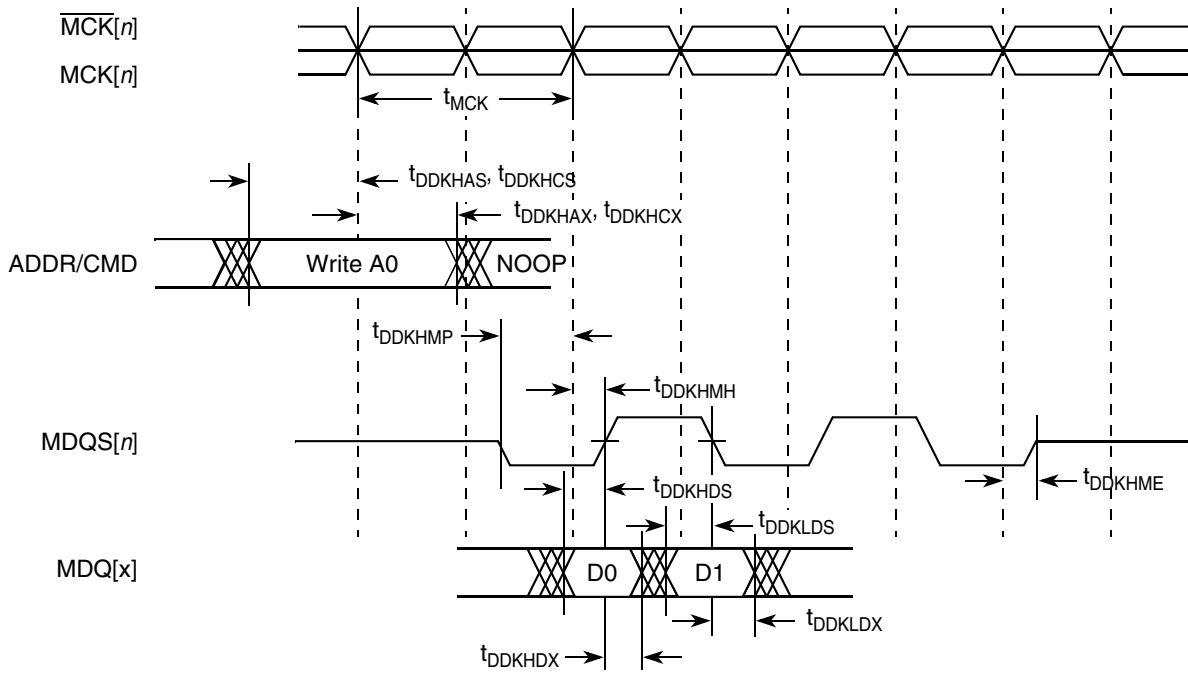 MCK[n]
MCK[n]
tMCK
tDDKHAS, tDDKHCS
tDDKHAX, tDDKHCX
ADDR/CMD
Write A0
NOOP
tDDKHMP
tDDKHMH
MDQS[n]
tDDKHDS
tDDKHME
tDDKLDS
MDQ[x]
D0
D1
tDDKLDX
tDDKHDX